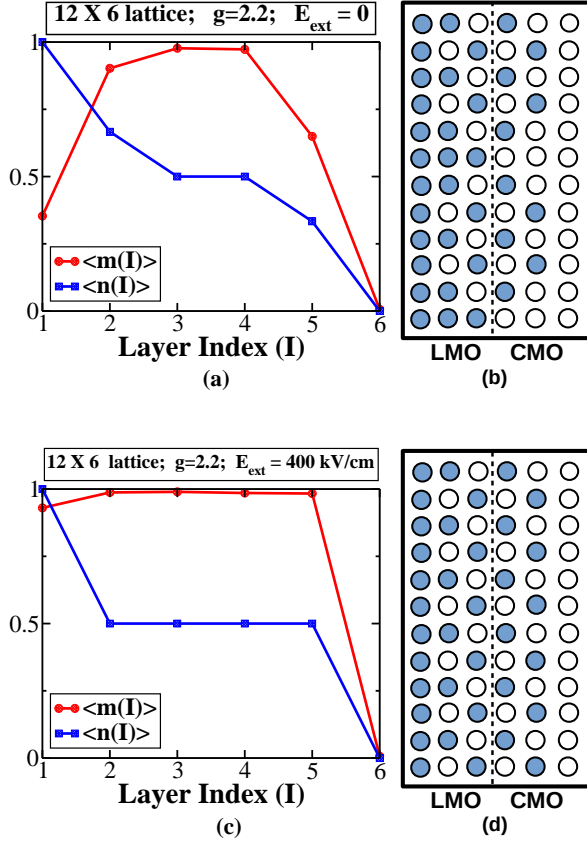 12 X 6 lattice; g=2.2; E_ext = 0
1
0.5
0
<m(I)>
<n(I)>
1 2 3 4 5 6
Layer Index (I)
(a)
LMO CMO
(b)
12 X 6 lattice; g=2.2; E_ext = 400 kV/cm
1
0.5
0
<m(I)>
<n(I)>
1 2 3 4 5 6
Layer Index (I)
(c)
LMO CMO
(d)